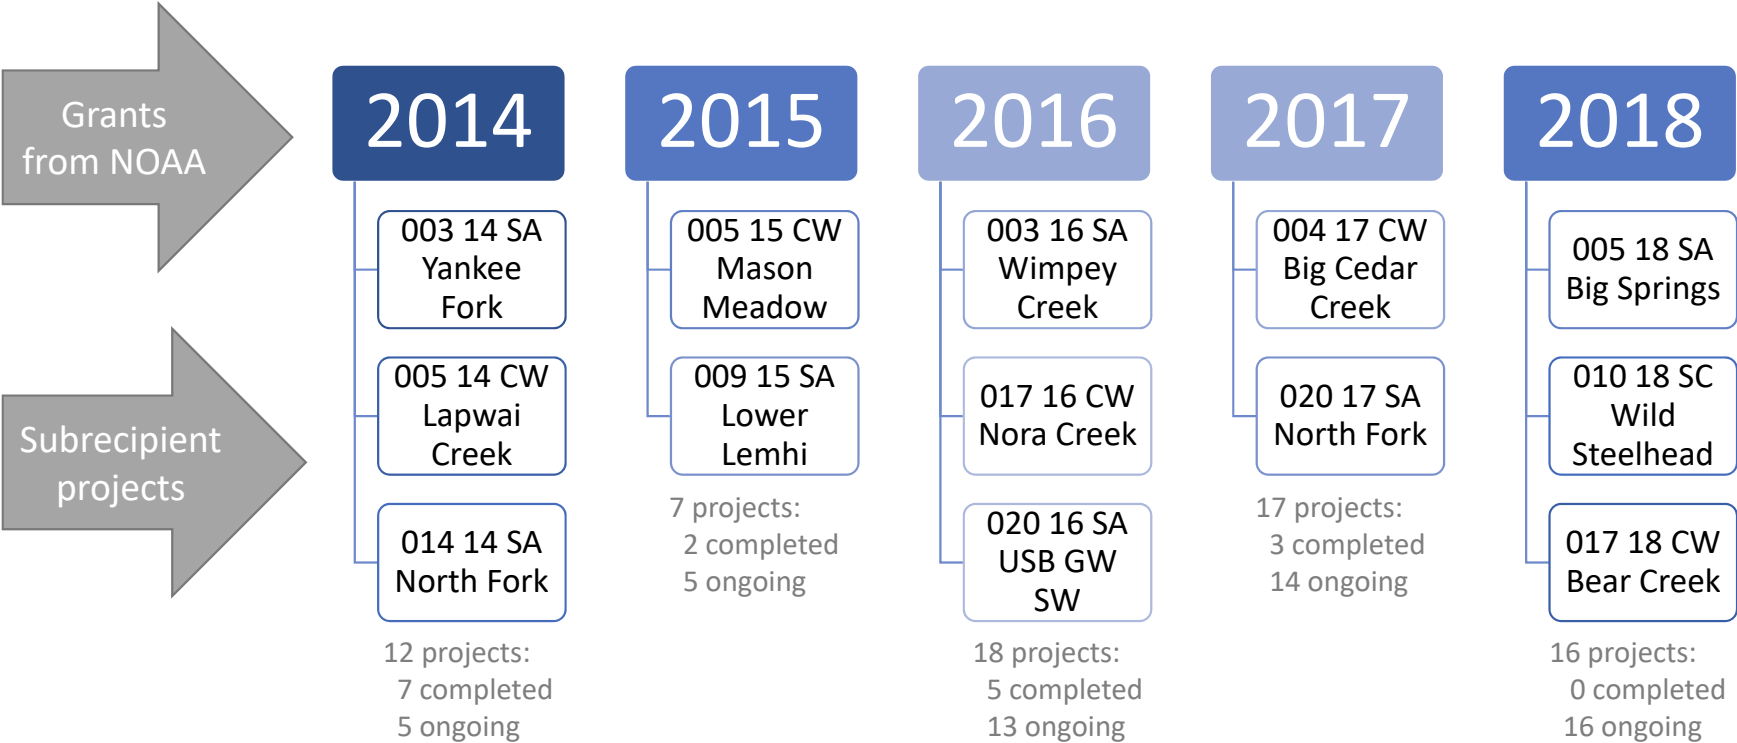 Grants
from NOAA
2014
2015
2016
2017
2018
003 14 SA
Yankee
Fork
005 15 CW
Mason
Meadow
003 16 SA
Wimpey
Creek
004 17 CW
Big Cedar
Creek
005 18 SA
Big Springs
Subrecipient
projects
005 14 CW
Lapwai
Creek
009 15 SA
Lower
Lemhi
017 16 CW
Nora Creek
020 17 SA
North Fork
010 18 SC
Wild
Steelhead
014 14 SA
North Fork
7 projects:
2 completed
5 ongoing
020 16 SA
USB GW
SW
17 projects:
3 completed
14 ongoing
017 18 CW
Bear Creek
12 projects:
7 completed
5 ongoing
18 projects:
5 completed
13 ongoing
16 projects:
0 completed
16 ongoing